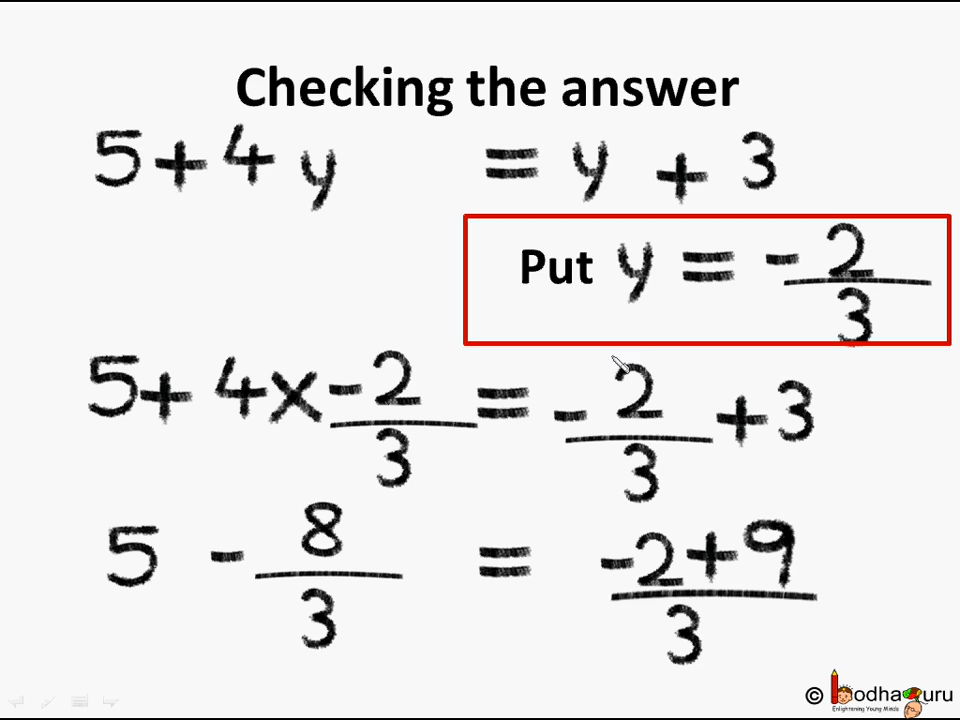 Checking the answer
5+4y = y + 3
Put y = -2/3
5+ 4x-2/3 = -2/3 +3
5 - 8/3 = -2+9/3
© Bodhaguru
Enlightening Young Minds